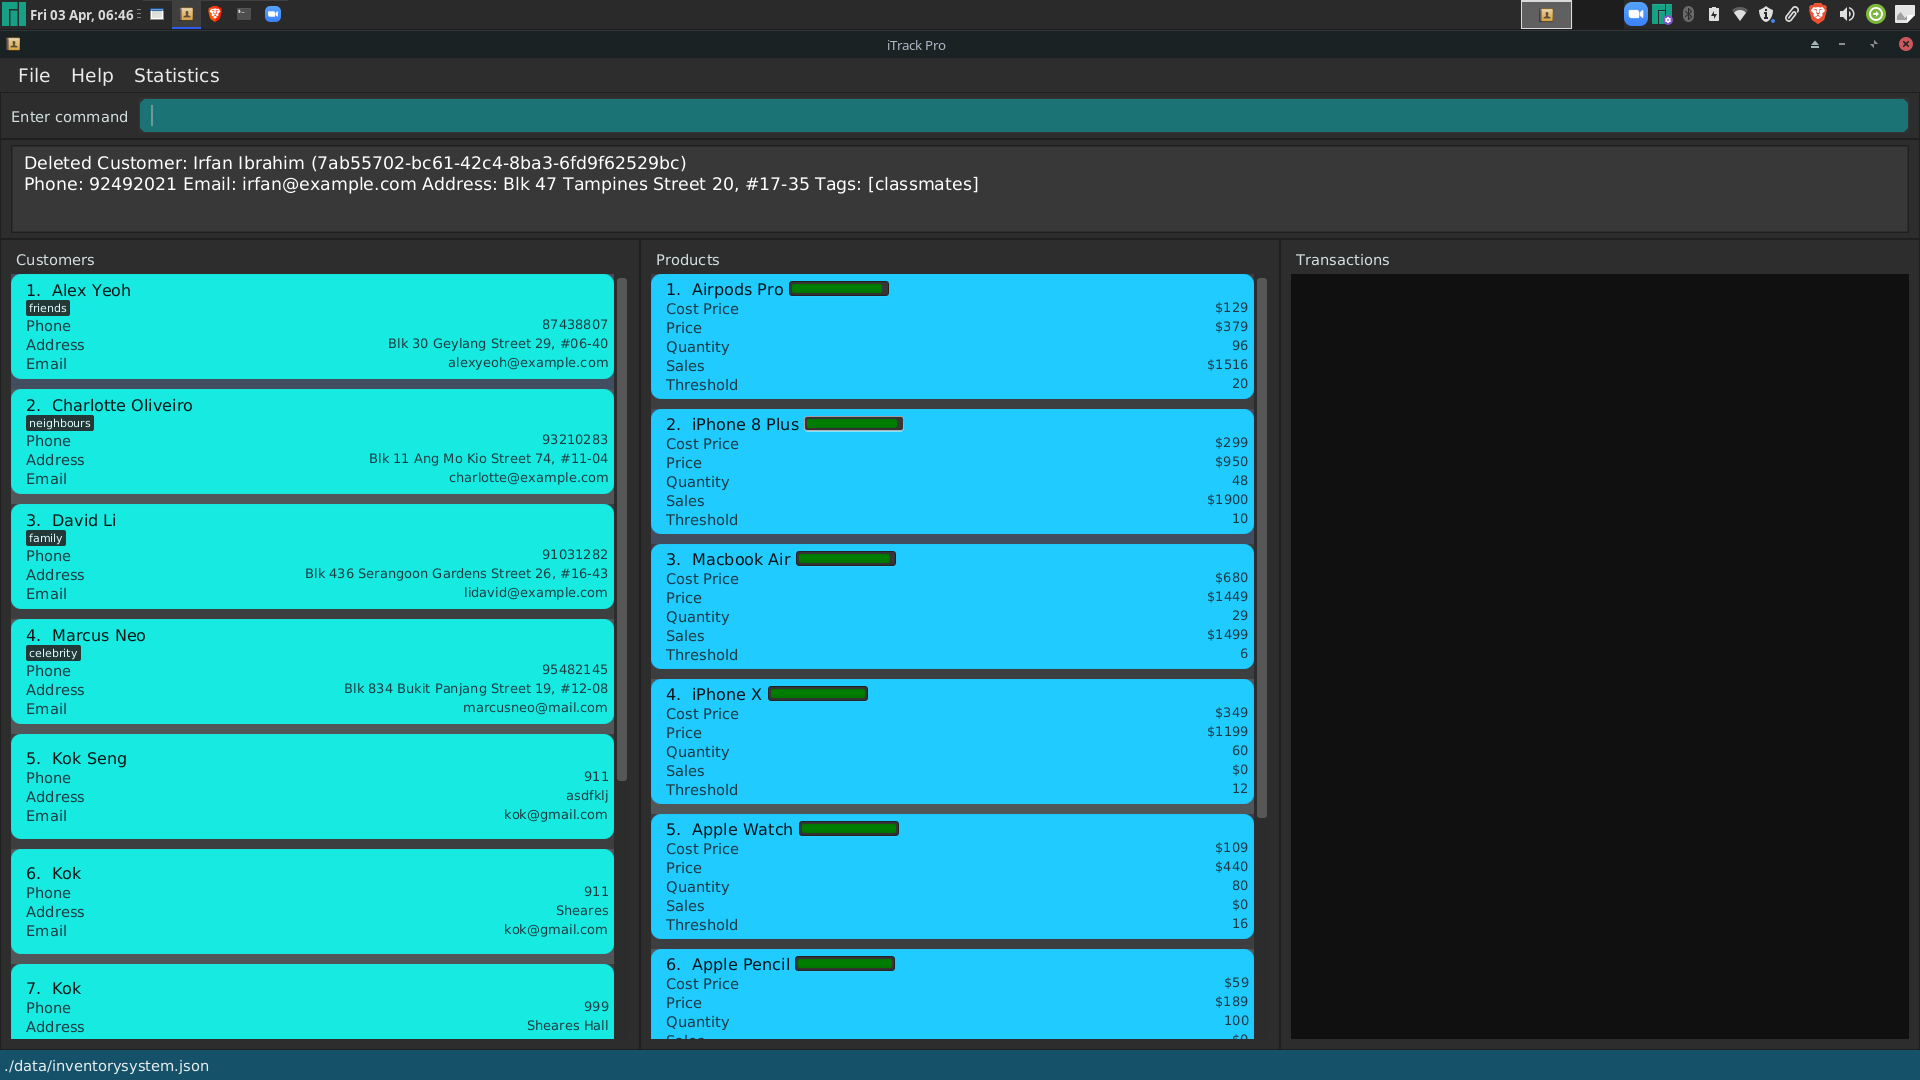 Fri 03 Apr, 06:46
iTrack Pro
File Help Statistics
Enter command
Deleted Customer: Irfan Ibrahim (7ab55702-bc61-42c4-8ba3-6fd9f62529bc)
Phone: 92492021 Email: irfan@example.com Address: Blk 47 Tampines Street 20, #17-35 Tags: [classmates]
Customers
1. Alex Yeoh
friends
Phone 87438807
Address Blk 30 Geylang Street 29, #06-40
Email alexyeoh@example.com
2. Charlotte Oliveiro
neighbours
Phone 93210283
Address Blk 11 Ang Mo Kio Street 74, #11-04
Email charlotte@example.com
3. David Li
family
Phone 91031282
Address Blk 436 Serangoon Gardens Street 26, #16-43
Email lidavid@example.com
4. Marcus Neo
celebrity
Phone 95482145
Address Blk 834 Bukit Panjang Street 19, #12-08
Email marcusneo@mail.com
5. Kok Seng
Phone 911
Address asdfklj
Email kok@gmail.com
6. Kok
Phone 911
Address Sheares
Email kok@gmail.com
7. Kok
Phone 999
Address Sheares Hall
Products
1. Airpods Pro
Cost Price $129
Price $379
Quantity 96
Sales $1516
Threshold 20
2. iPhone 8 Plus
Cost Price $299
Price $950
Quantity 48
Sales $1900
Threshold 10
3. Macbook Air
Cost Price $680
Price $1449
Quantity 29
Sales $1499
Threshold 6
4. iPhone X
Cost Price $349
Price $1199
Quantity 60
Sales $0
Threshold 12
5. Apple Watch
Cost Price $109
Price $440
Quantity 80
Sales $0
Threshold 16
6. Apple Pencil
Cost Price $59
Price $189
Quantity 100
Sales $0
Transactions
./data/inventorysystem.json